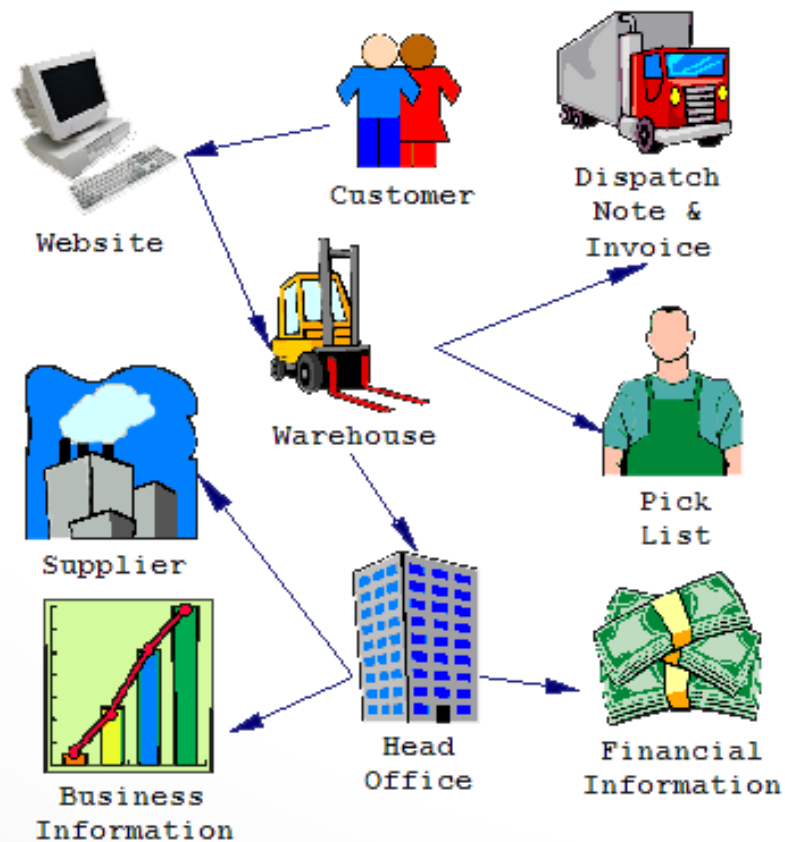 Customer
Dispatch
Note &
Invoice
Website
Warehouse
Pick
List
Supplier
Head
Office
Financial
Information
Business
Information